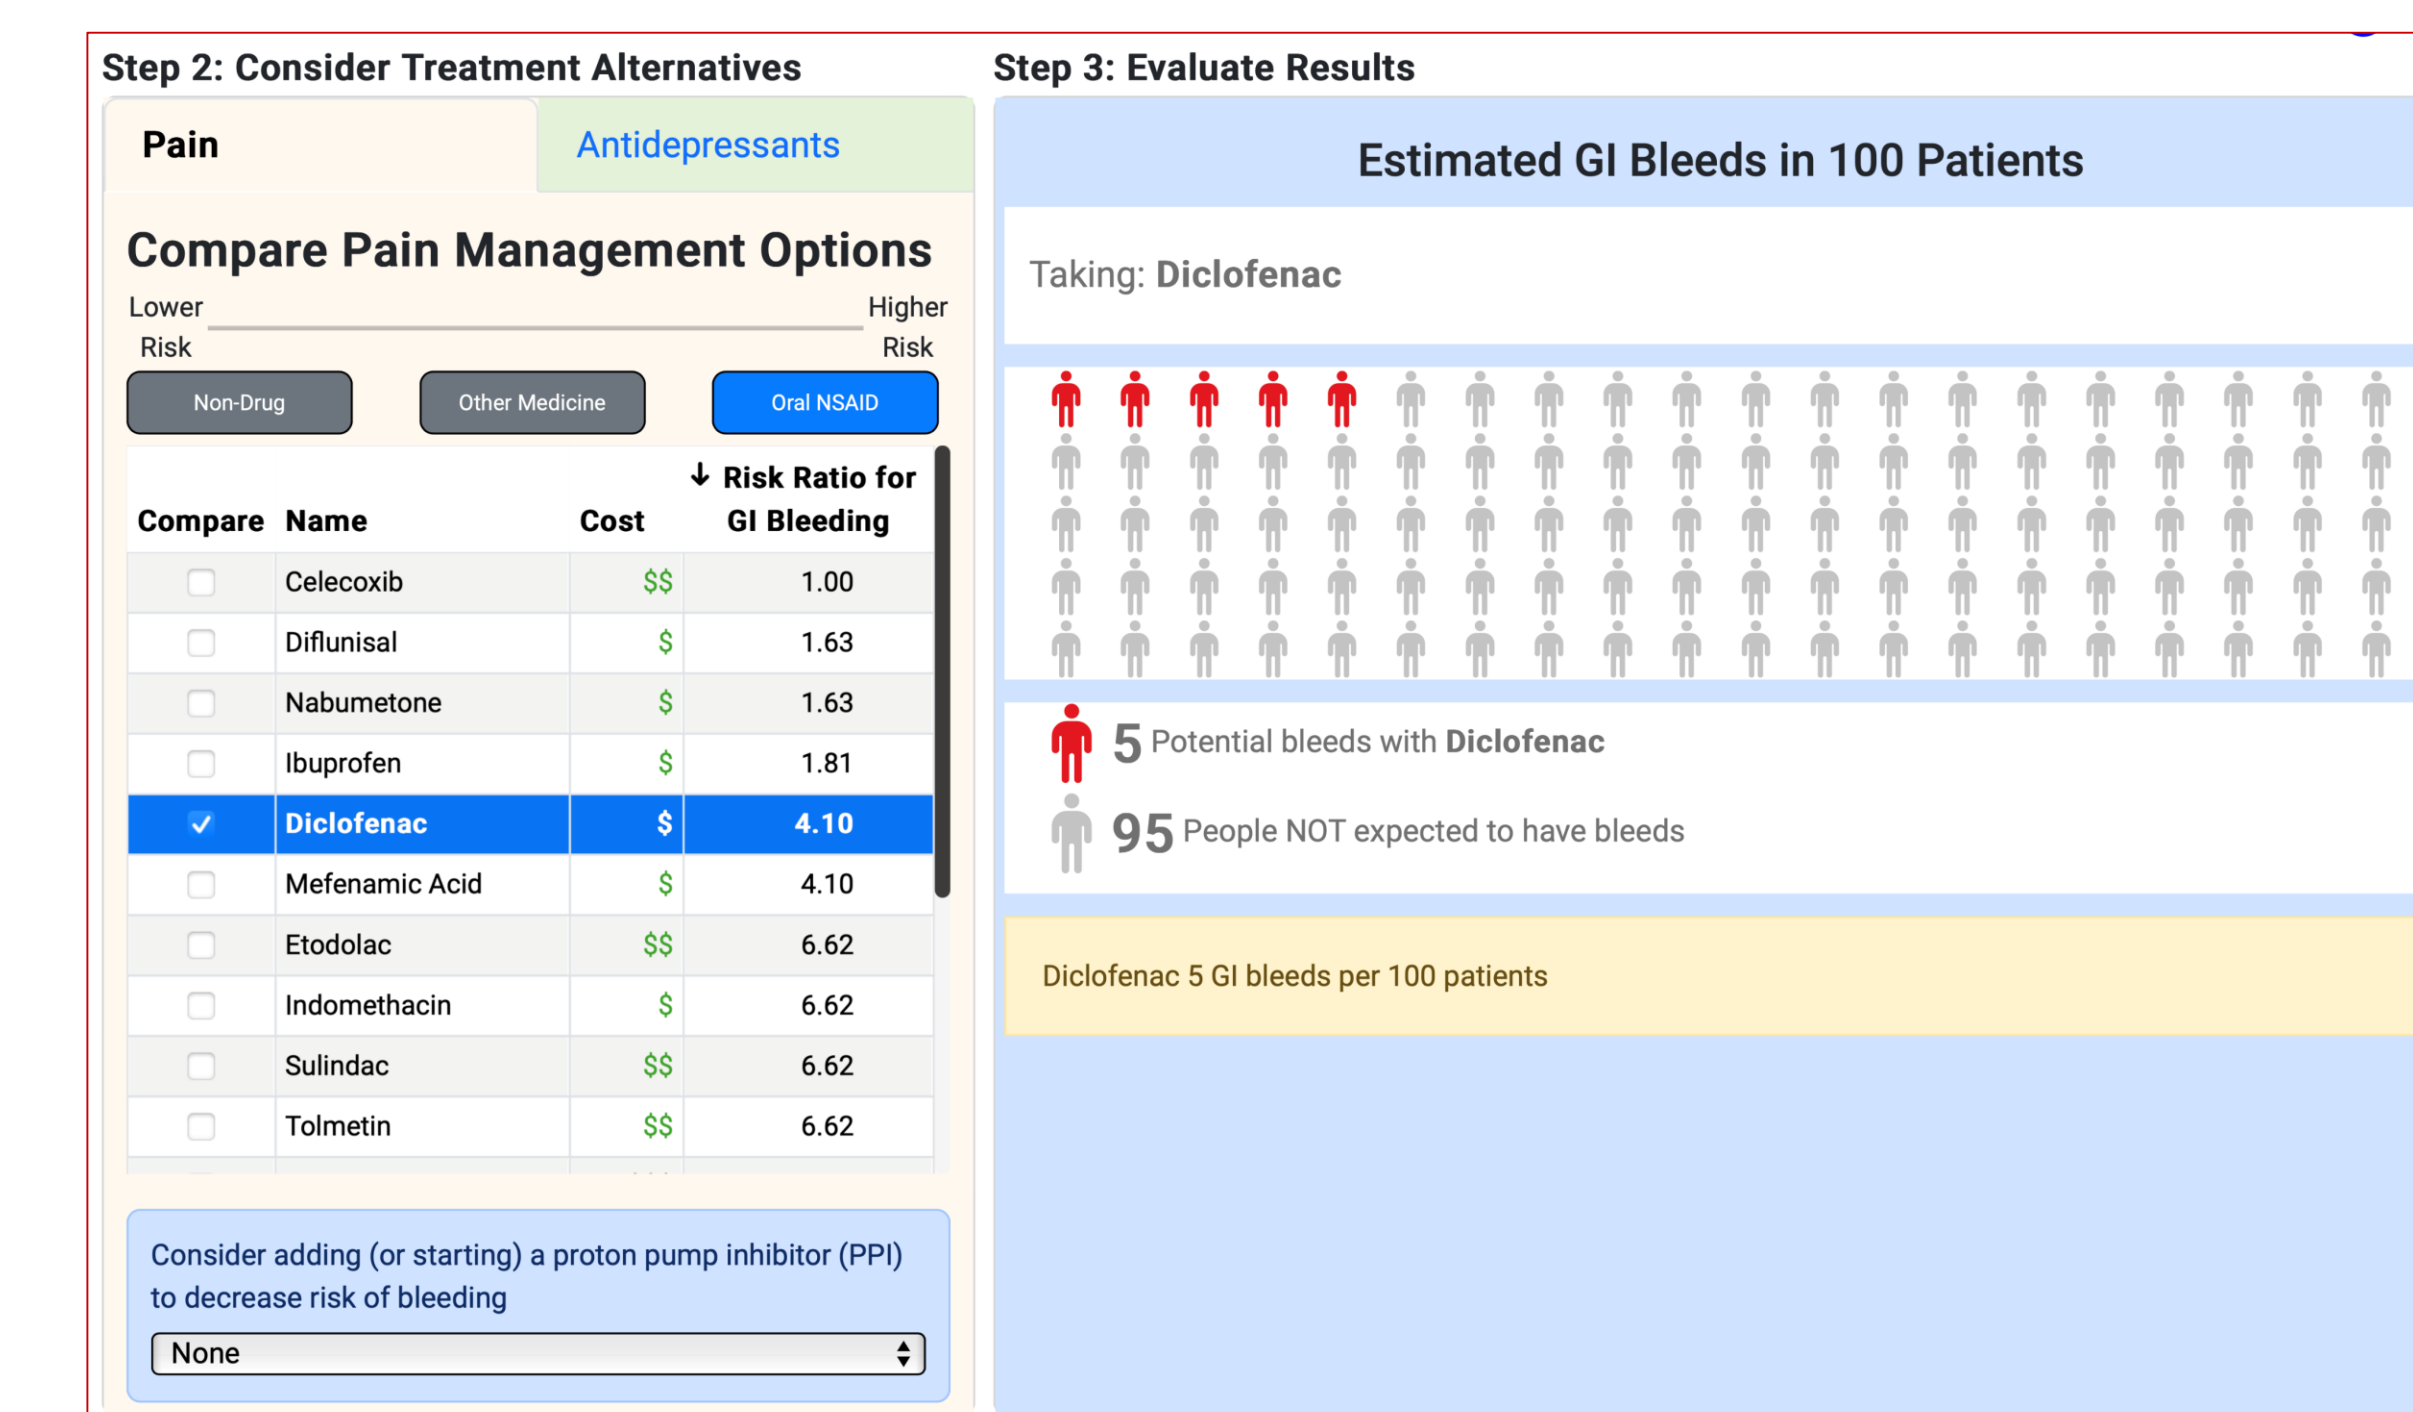 Step 2: Consider Treatment Alternatives
Pain
Antidepressants
Compare Pain Management Options
Lower Risk
Higher Risk
Non-Drug
Other Medicine
Oral NSAID
Compare Name Cost ↓ Risk Ratio for GI Bleeding
Celecoxib $$ 1.00
Diflunisal $ 1.63
Nabumetone $ 1.63
Ibuprofen $ 1.81
Diclofenac $ 4.10
Mefenamic Acid $ 4.10
Etodolac $$ 6.62
Indomethacin $ 6.62
Sulindac $$ 6.62
Tolmetin $$ 6.62
Consider adding (or starting) a proton pump inhibitor (PPI)
to decrease risk of bleeding
None
Step 3: Evaluate Results
Estimated GI Bleeds in 100 Patients
Taking: Diclofenac
5 Potential bleeds with Diclofenac
95 People NOT expected to have bleeds
Diclofenac 5 GI bleeds per 100 patients